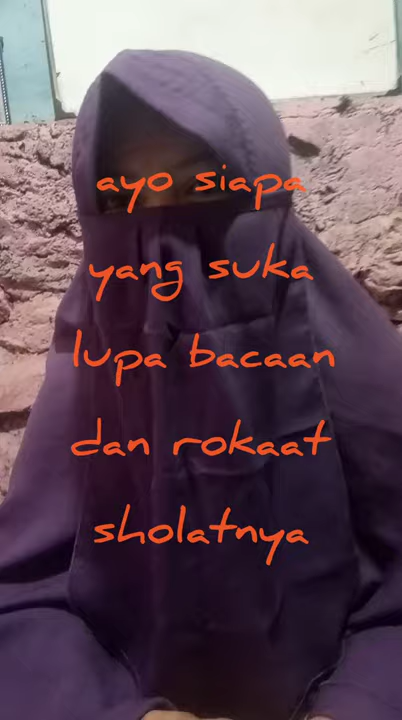 ayo siapa
yang suka
lupa bacaan
dan rokaat
sholatnya